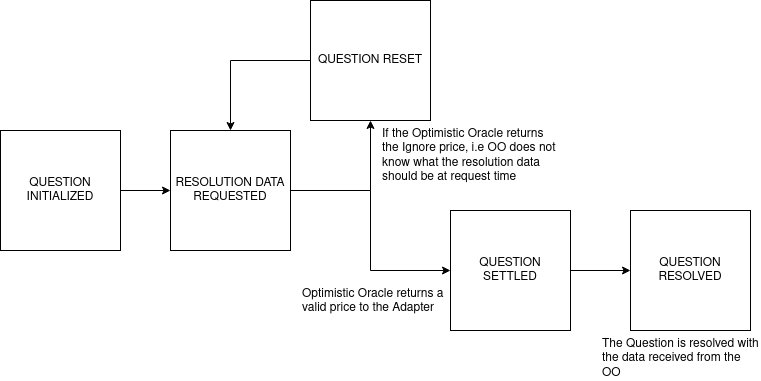 QUESTION RESET
If the Optimistic Oracle returns
the Ignore price, i.e OO does not
know what the resolution data
should be at request time
QUESTION
INITIALIZED
RESOLUTION DATA
REQUESTED
QUESTION
SETTLED
QUESTION
RESOLVED
Optimistic Oracle returns a
valid price to the Adapter
The Question is resolved with
the data received from the
OO